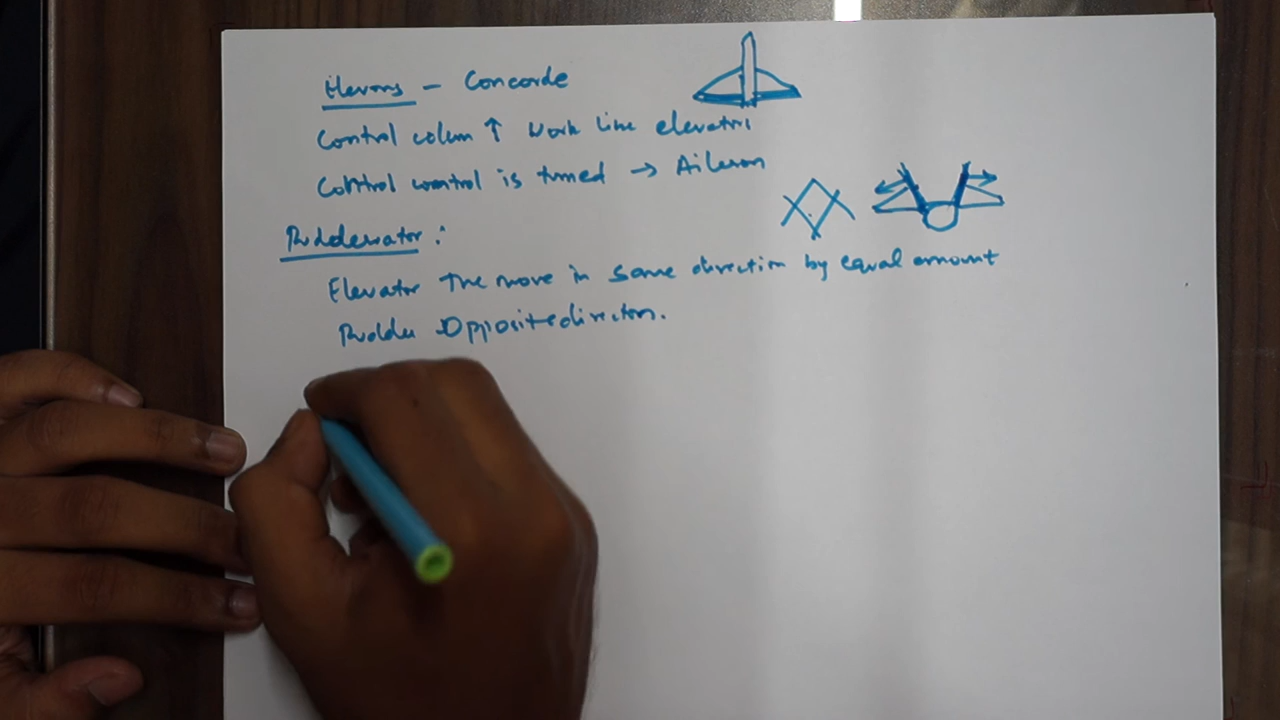 Elevons - Concorde
Control colum ↑ Work like elevators
Control control is turned → Aileron
Ruddervator :
Elevator The move in same direction by equal amount
Rudder Opposite direction.